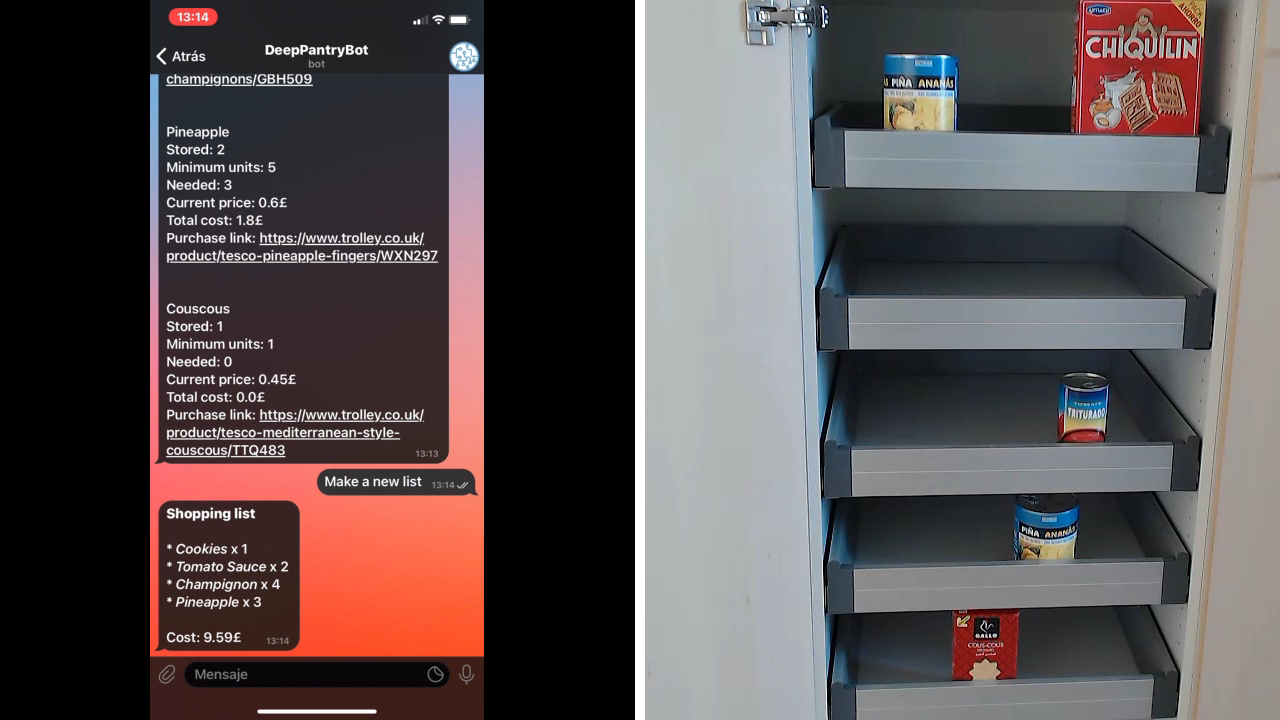 13:14
Atrás
DeepPantryBot
bot
champignons/GBH509
Pineapple
Stored: 2
Minimum units: 5
Needed: 3
Current price: 0.6£
Total cost: 1.8£
Purchase link: https://www.trolley.co.uk/
product/tesco-pineapple-fingers/WXN297
Couscous
Stored: 1
Minimum units: 1
Needed: 0
Current price: 0.45£
Total cost: 0.0£
Purchase link: https://www.trolley.co.uk/
product/tesco-mediterranean-style-
couscous/TTQ483
13:13
Make a new list
13:14
Shopping list
* Cookies x 1
* Tomato Sauce x 2
* Champignon x 4
* Pineapple x 3
Cost: 9.59£
13:14
Mensaje
ARTIACH
AHORRO
CHIQUILIN
PIÑA ANANÁS
TOMATE
TRITURADO
PIÑA ANANÁS
GALLO
COUS-COUS